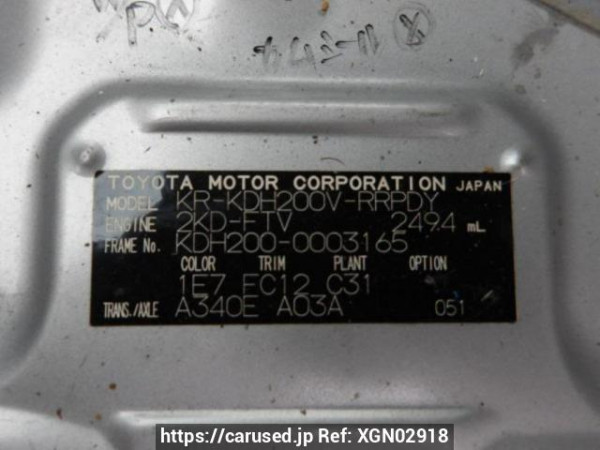 TOYOTA MOTOR CORPORATION JAPAN
MODEL KR-KDH200V-RRPDY
ENGINE 2KD-FTV 2494 mL
FRAME No. KDH200-0003165
COLOR TRIM PLANT OPTION
1E7 FC12 C31
TRANS./AXLE A340E A03A 051
https://carused.jp Ref: XGN02918